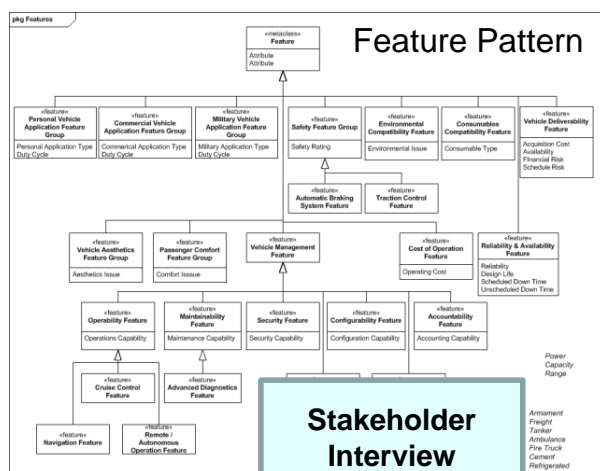 pkg Features
Feature Pattern
«metaclass»
Feature
Attribute
Attribute
«feature»
Personal Vehicle
Application Feature
Group
Personal Application Type
Duty Cycle
«feature»
Commercial Vehicle
Application Feature Group
Commerical Application Type
Duty Cycle
«feature»
Military Vehicle
Application Feature
Group
Military Application Type
Duty Cycle
«feature»
Safety Feature Group
Safety Rating
«feature»
Environmental
Compatibility Feature
Environmental Issue
«feature»
Consumables
Compatibility Feature
Consumable Type
«feature»
Vehicle Deliverability
Feature
Acquisition Cost
Availability
Financial Risk
Schedule Risk
«feature»
Automatic Braking
System Feature
«feature»
Traction Control
Feature
«feature»
Vehicle Aesthetics
Feature Group
Aesthetics Issue
«feature»
Passenger Comfort
Feature Group
Comfort Isssue
«feature»
Vehicle Management
Feature
«feature»
Cost of Operation
Feature
Operating Cost
«feature»
Reliability & Availability
Feature
Reliability
Design Life
Scheduled Down Time
Unscheduled Down Time
«feature»
Operability Feature
Operations Capability
«feature»
Maintainability
Feature
Maintenance Capability
«feature»
Security Feature
Security Capability
«feature»
Configurability Feature
Configuration Capability
«feature»
Accountability
Feature
Accounting Capability
«feature»
Cruise Control
Feature
«feature»
Advanced Diagnostics
Feature
«feature»
Navigation Feature
«feature»
Remote /
Autonomous
Operation Feature
Power
Capacity
Range
Stakeholder
Interview
Armament
Freight
Tanker
Ambulance
Fire Truck
Cement
Refrigerated